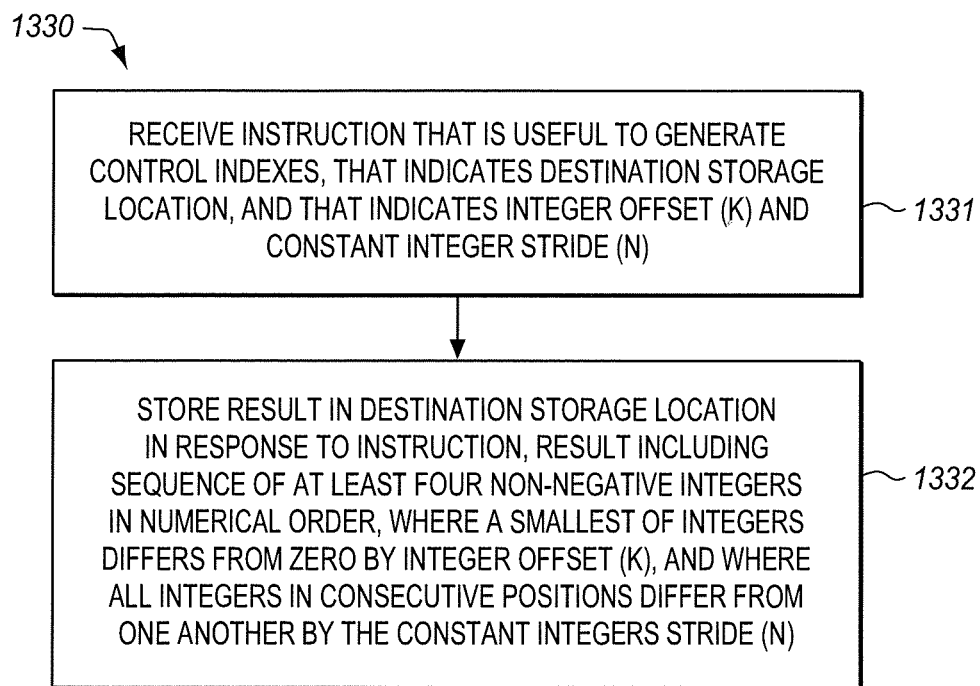 1330
RECEIVE INSTRUCTION THAT IS USEFUL TO GENERATE
CONTROL INDEXES, THAT INDICATES DESTINATION STORAGE
LOCATION, AND THAT INDICATES INTEGER OFFSET (K) AND
CONSTANT INTEGER STRIDE (N)
1331
STORE RESULT IN DESTINATION STORAGE LOCATION
IN RESPONSE TO INSTRUCTION, RESULT INCLUDING
SEQUENCE OF AT LEAST FOUR NON-NEGATIVE INTEGERS
IN NUMERICAL ORDER, WHERE A SMALLEST OF INTEGERS
DIFFERS FROM ZERO BY INTEGER OFFSET (K), AND WHERE
ALL INTEGERS IN CONSECUTIVE POSITIONS DIFFER FROM
ONE ANOTHER BY THE CONSTANT INTEGERS STRIDE (N)
1332